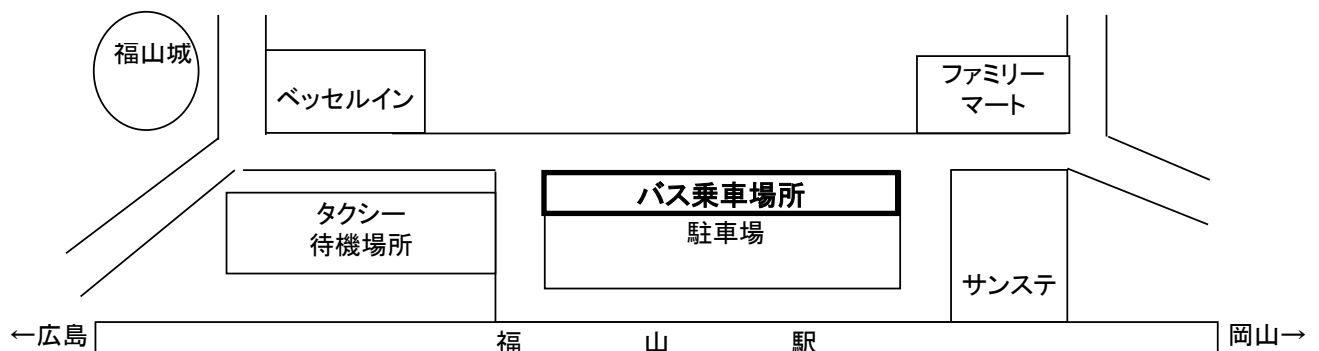 福山城
ベッセルイン
ファミリー
マート
バス乗車場所
駐車場
タクシー
待機場所
サンステ
←広島
福山駅
岡山→